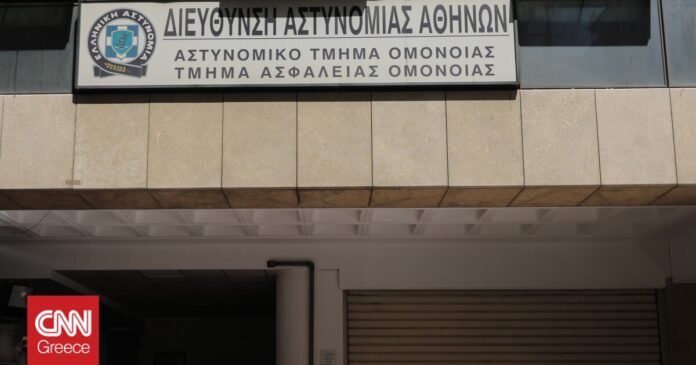 ΔΙΕΥΘΥΝΣΗ ΑΣΤΥΝΟΜΙΑΣ ΑΘΗΝΩΝ
ΑΣΤΥΝΟΜΙΚΟ ΤΜΗΜΑ ΟΜΟΝΟΙΑΣ
ΤΜΗΜΑ ΑΣΦΑΛΕΙΑΣ ΟΜΟΝΟΙΑΣ
ΕΛΛΗΝΙΚΗ ΑΣΤΥΝΟΜΙΑ
CNN
Greece